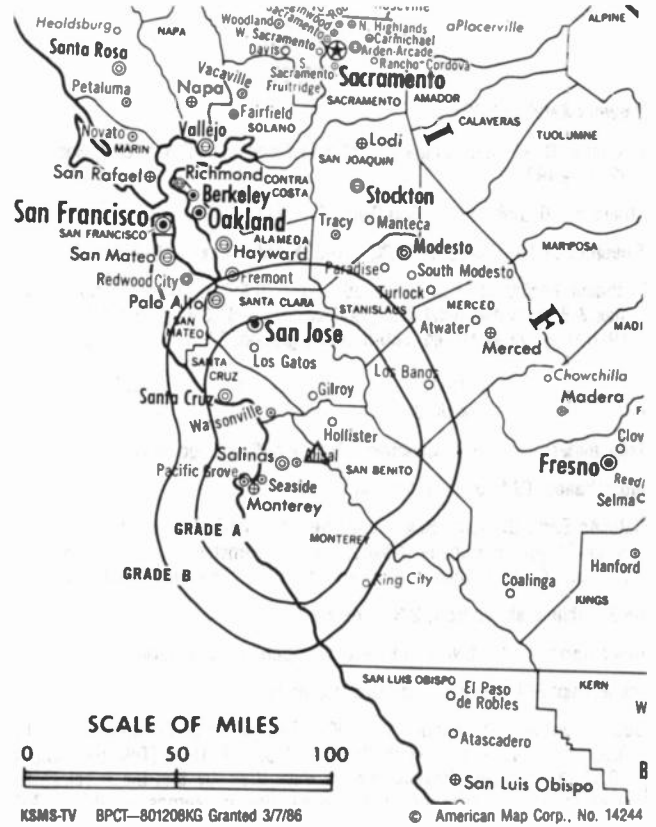 Healdsburg
Woodland
N. Highlands
Placerville
ALPINE
NAPA
Sacramento
W. Sacramento
Carmichael
Santa Rosa
Davis
Arden-Arcade
S. Sacramento
Rancho-Cordova
Vacaville
Fruitridge
Sacramento
Petaluma
Napa
SACRAMENTO
AMADOR
Fairfield
SOLANO
CALAVERAS
Novato
Vallejo
Lodi
I
TUOLUMNE
MARIN
SAN JOAQUIN
San Rafael
Richmond
CONTRA COSTA
Berkeley
Stockton
San Francisco
Oakland
SAN FRANCISCO
ALAMEDA
Tracy
Manteca
Hayward
Modesto
MARIPOSA
San Mateo
Paradise
South Modesto
Redwood City
Fremont
Turlock
Palo Alto
SANTA CLARA
STANISLAUS
MERCED
F
SAN MATEO
San Jose
Atwater
MADI
Merced
Los Gatos
SANTA CRUZ
Los Banos
Chowchilla
Santa Cruz
Gilroy
Madera
Watsonville
Hollister
Clov
Salinas
Alisal
Fresno
Pacific Grove
SAN BENITO
Reedl
Seaside
Selma
Monterey
GRADE A
MONTEREY
Hanford
GRADE B
King City
Coalinga
KINGS
SAN LUIS OBISPO
KERN
El Paso
de Robles
W
SCALE OF MILES
Atascadero
0 50 100
B
San Luis Obispo
KSMS-TV BPCT—801208KG Granted 3/7/86
© American Map Corp., No. 14244